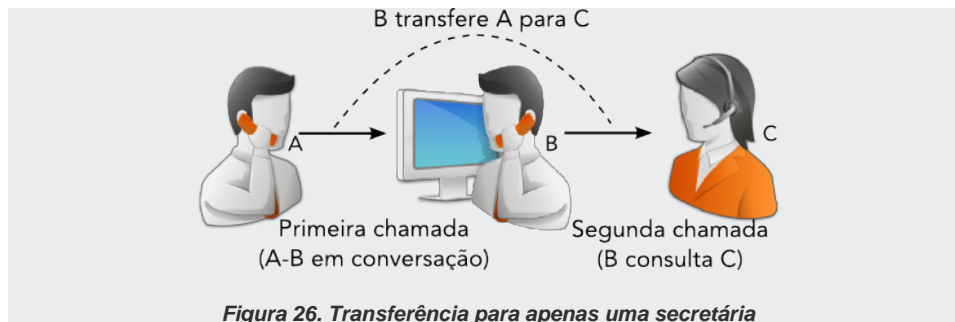 B transfere A para C
A
B
C
Primeira chamada
(A-B em conversação)
Segunda chamada
(B consulta C)
Figura 26. Transferência para apenas uma secretária